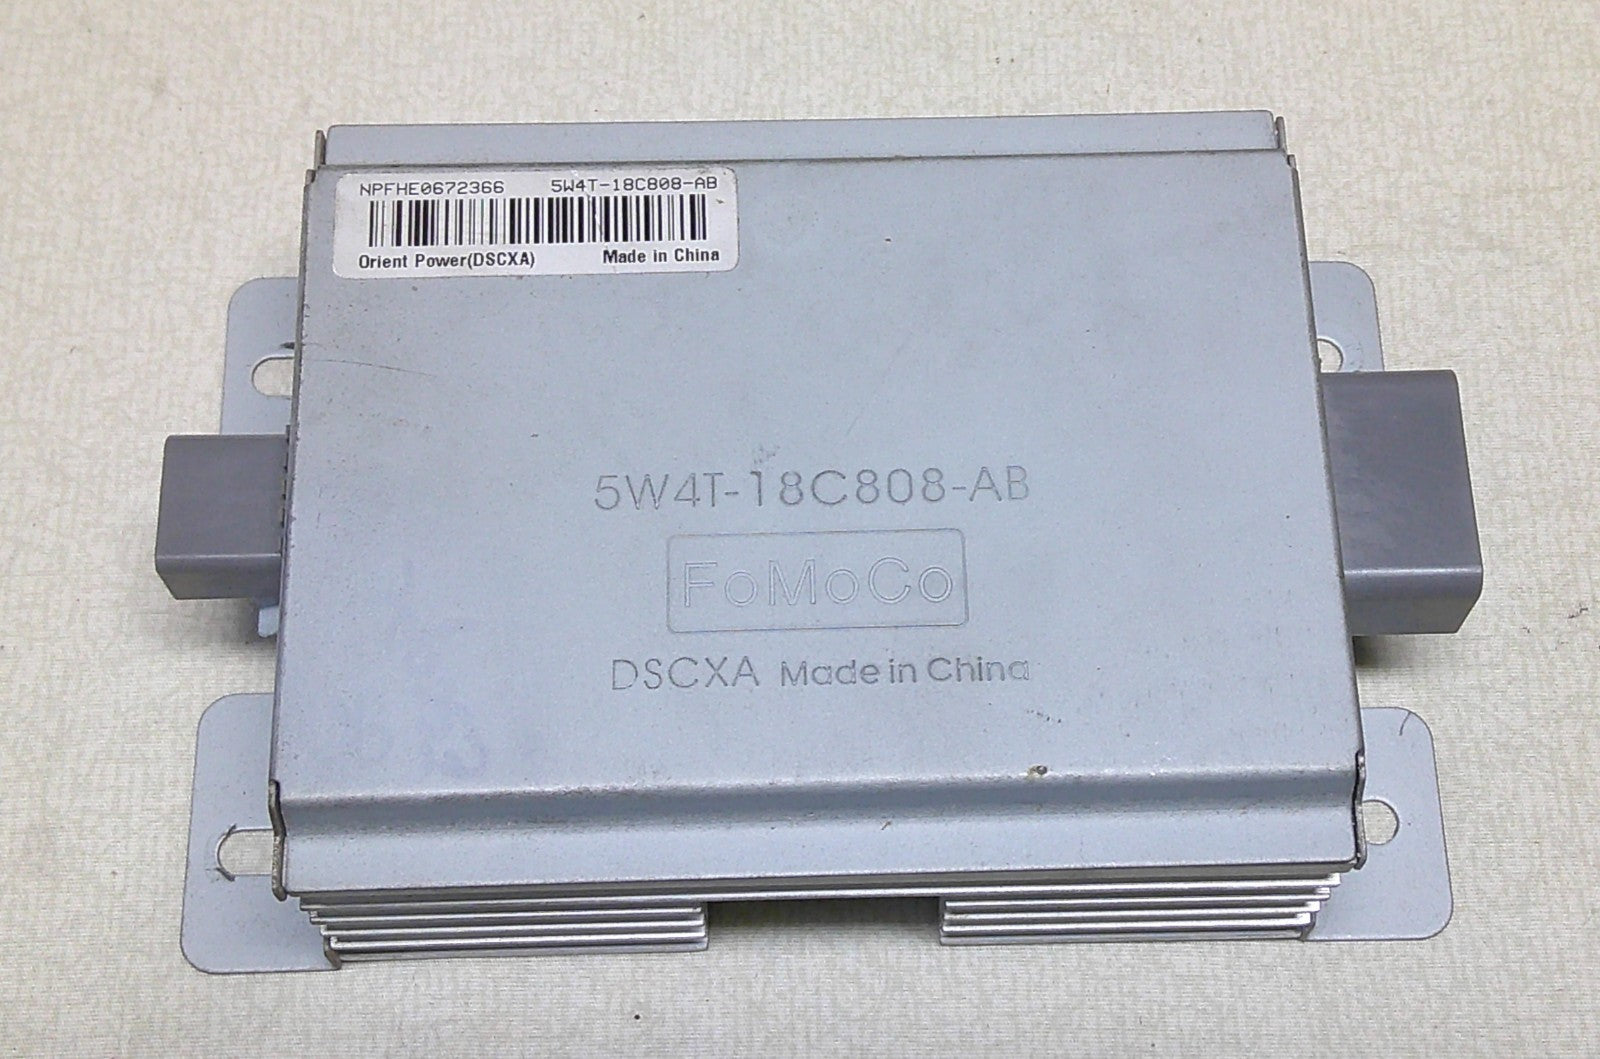 NPFHE0672366 5W4T-18C808-AB
Orient Power(DSCXA) Made in China
5W4T-18C808-AB
FoMoCo
DSCXA Made in China